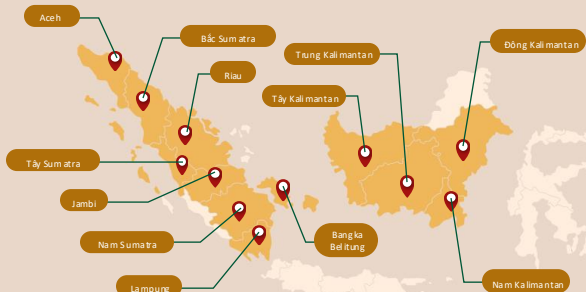 Aceh
Bắc Sumatra
Đông Kalimantan
Trung Kalimantan
Riau
Tây Kalimantan
Tây Sumatra
Jambi
Nam Sumatra
Bangka
Belitung
Lampung
Nam Kalimantan